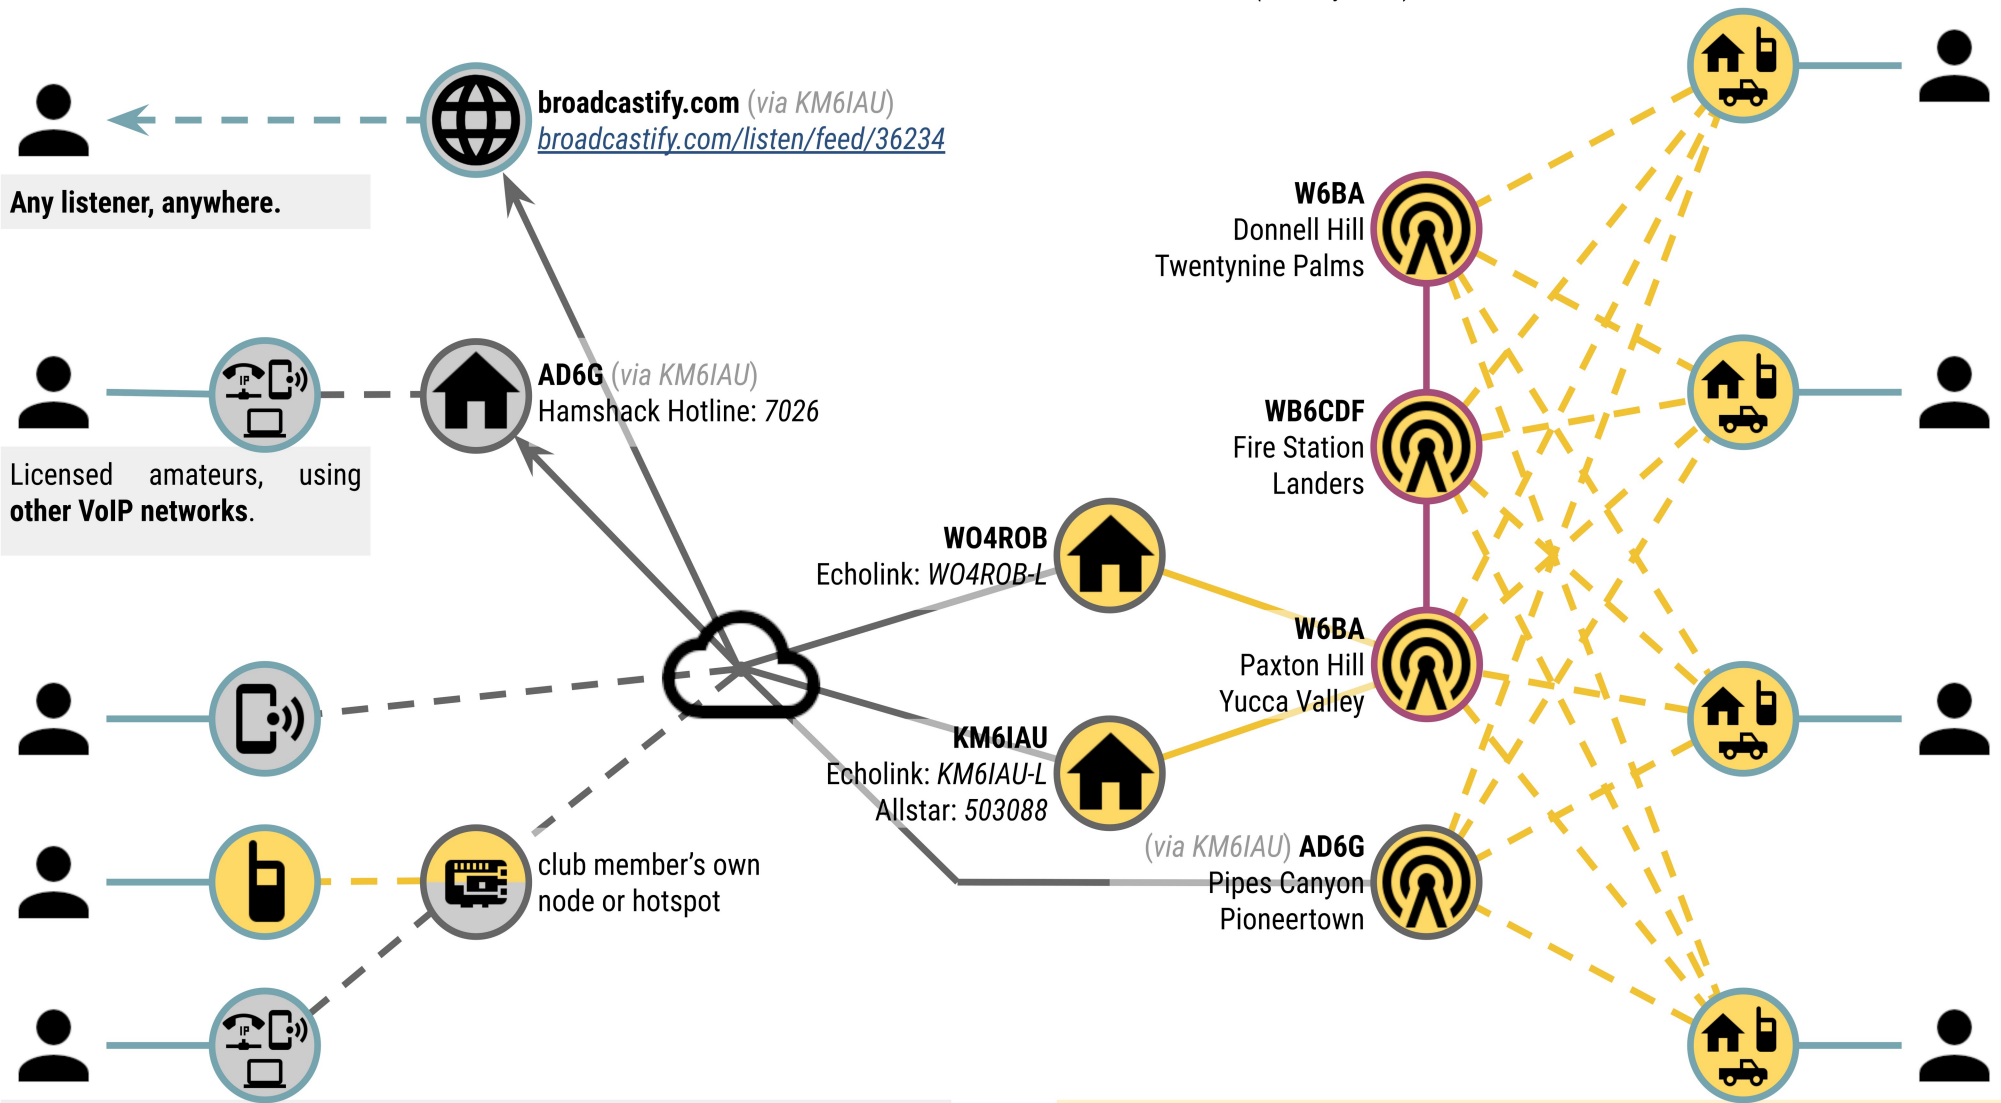 broadcastify.com (via KM6IAU)
broadcastify.com/listen/feed/36234
Any listener, anywhere.
W6BA
Donnell Hill
Twentynine Palms
IP
AD6G (via KM6IAU)
Hamshack Hotline: 7026
WB6CDF
Fire Station
Landers
Licensed amateurs, using
other VoIP networks.
WO4ROB
Echolink: WO4ROB-L
W6BA
Paxton Hill
Yucca Valley
KM6IAU
Echolink: KM6IAU-L
Allstar: 503088
(via KM6IAU) AD6G
Pipes Canyon
Pioneertown
club member's own
node or hotspot
IP